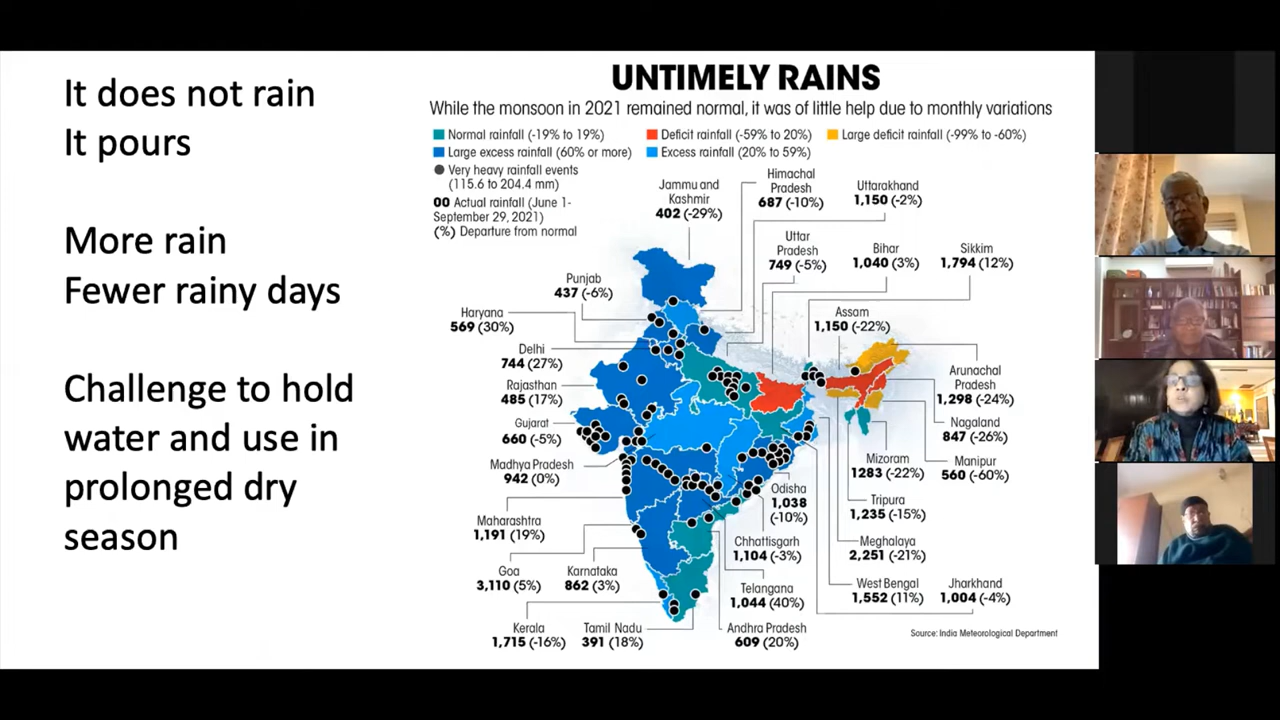 It does not rain
It pours
More rain
Fewer rainy days
Challenge to hold
water and use in
prolonged dry
season
UNTIMELY RAINS
While the monsoon in 2021 remained normal, it was of little help due to monthly variations
Normal rainfall (-19% to 19%)
Deficit rainfall (-59% to 20%)
Large deficit rainfall (-99% to -60%)
Large excess rainfall (60% or more)
Excess rainfall (20% to 59%)
Very heavy rainfall events
(115.6 to 204.4 mm)
00 Actual rainfall (June 1-
September 29, 2021)
(%) Departure from normal
Jammu and
Kashmir
402 (-29%)
Himachal
Pradesh
687 (-10%)
Uttarakhand
1,150 (-2%)
Uttar
Pradesh
749 (-5%)
Bihar
1,040 (3%)
Sikkim
1,794 (12%)
Punjab
437 (-6%)
Haryana
569 (30%)
Assam
1,150 (-22%)
Delhi
744 (27%)
Arunachal
Pradesh
1,298 (-24%)
Rajasthan
485 (17%)
Gujarat
660 (-5%)
Nagaland
847 (-26%)
Madhya Pradesh
942 (0%)
Mizoram
1283 (-22%)
Manipur
560 (-60%)
Odisha
1,038
(-10%)
Tripura
1,235 (-15%)
Maharashtra
1,191 (19%)
Chhattisgarh
1,104 (-3%)
Meghalaya
2,251 (-21%)
Goa
3,110 (5%)
Karnataka
862 (3%)
Telangana
1,044 (40%)
West Bengal
1,552 (11%)
Jharkhand
1,004 (-4%)
Kerala
1,715 (-16%)
Tamil Nadu
391 (18%)
Andhra Pradesh
609 (20%)
Source: India Meteorological Department